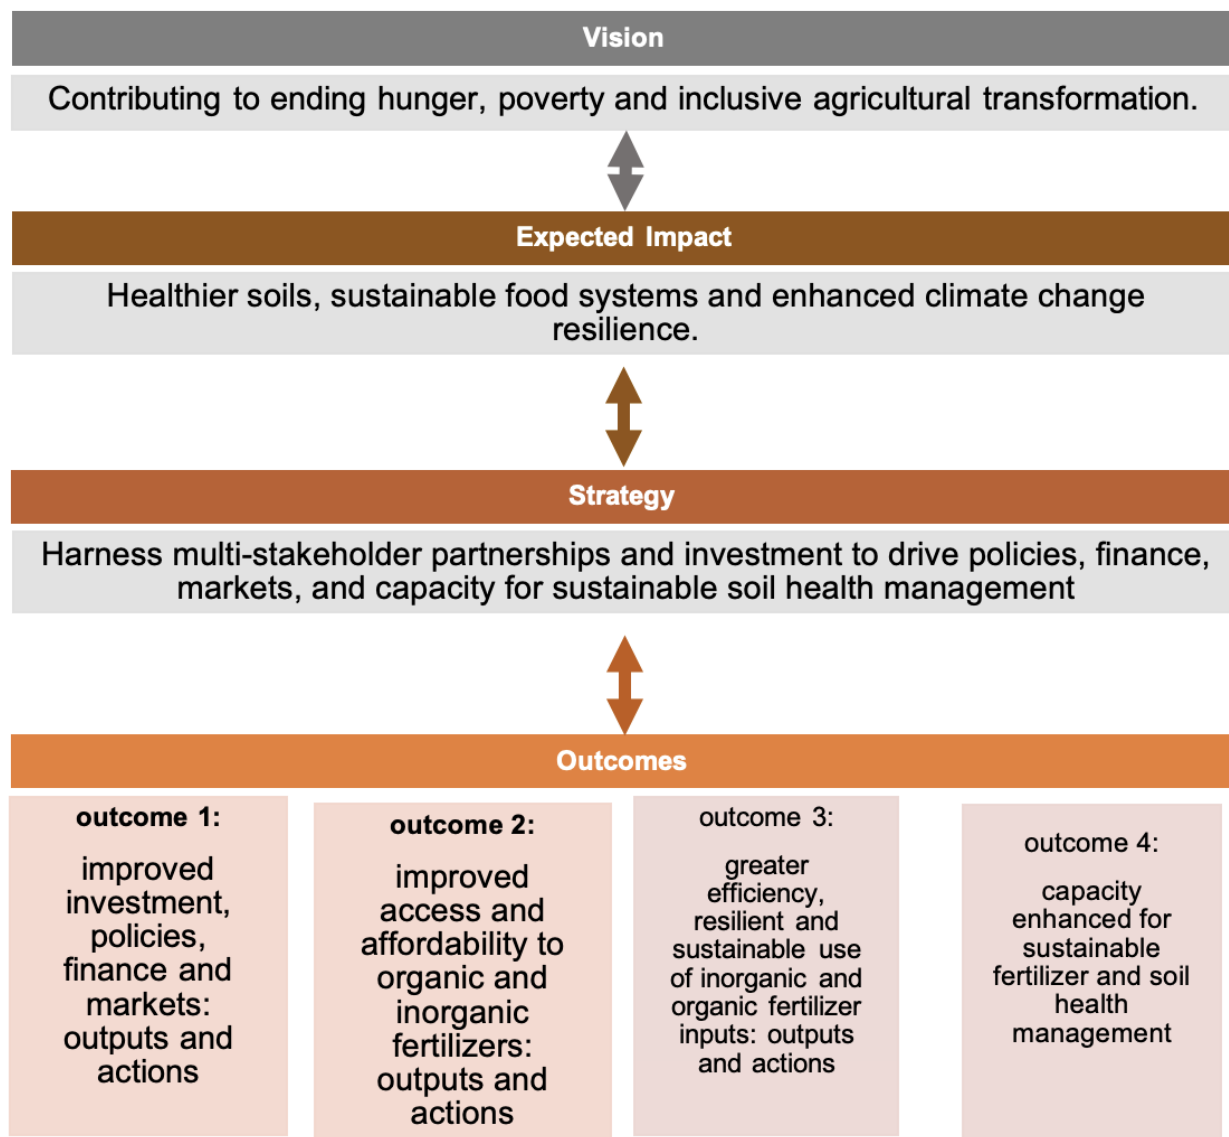 Vision
Contributing to ending hunger, poverty and inclusive agricultural transformation.
Expected Impact
Healthier soils, sustainable food systems and enhanced climate change
resilience.
Strategy
Harness multi-stakeholder partnerships and investment to drive policies, finance,
markets, and capacity for sustainable soil health management
Outcomes
outcome 1:
improved
investment,
policies,
finance and
markets:
outputs and
actions
outcome 2:
improved
access and
affordability to
organic and
inorganic
fertilizers:
outputs and
actions
outcome 3:
greater
efficiency,
resilient and
sustainable use
of inorganic and
organic fertilizer
inputs: outputs
and actions
outcome 4:
capacity
enhanced for
sustainable
fertilizer and soil
health
management